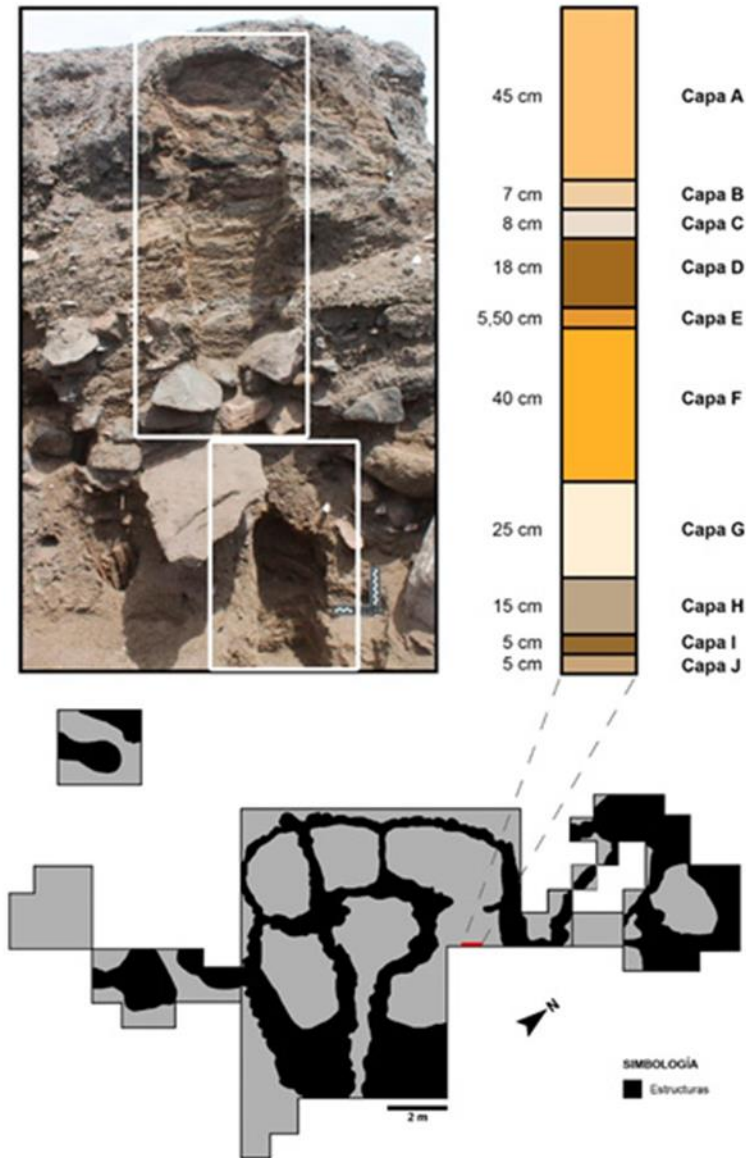 45 cm Capa A
7 cm Capa B
8 cm Capa C
18 cm Capa D
5,50 cm Capa E
40 cm Capa F
25 cm Capa G
15 cm Capa H
5 cm Capa I
5 cm Capa J
N
SIMBOLOGÍA
Estructuras
2 m